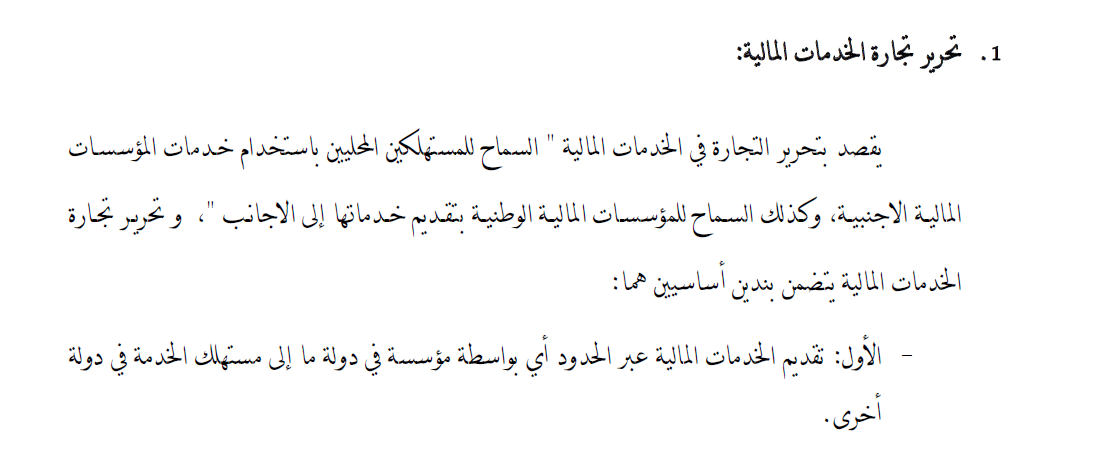 1. تحرير تجارة الخدمات المالية:
يقصد بتحرير التجارة في الخدمات المالية " السماح للمستهلكين المحليين باستخدام خدمات المؤسسات
المالية الاجنبية، وكذلك السماح للمؤسسات المالية الوطنية بتقديم خدماتها إلى الاجانب "، و تحرير تجارة
الخدمات المالية يتضمن بندين أساسيين هما:
- الأول: تقديم الخدمات المالية عبر الحدود أي بواسطة مؤسسة في دولة ما إلى مستهلك الخدمة في دولة
أخرى.